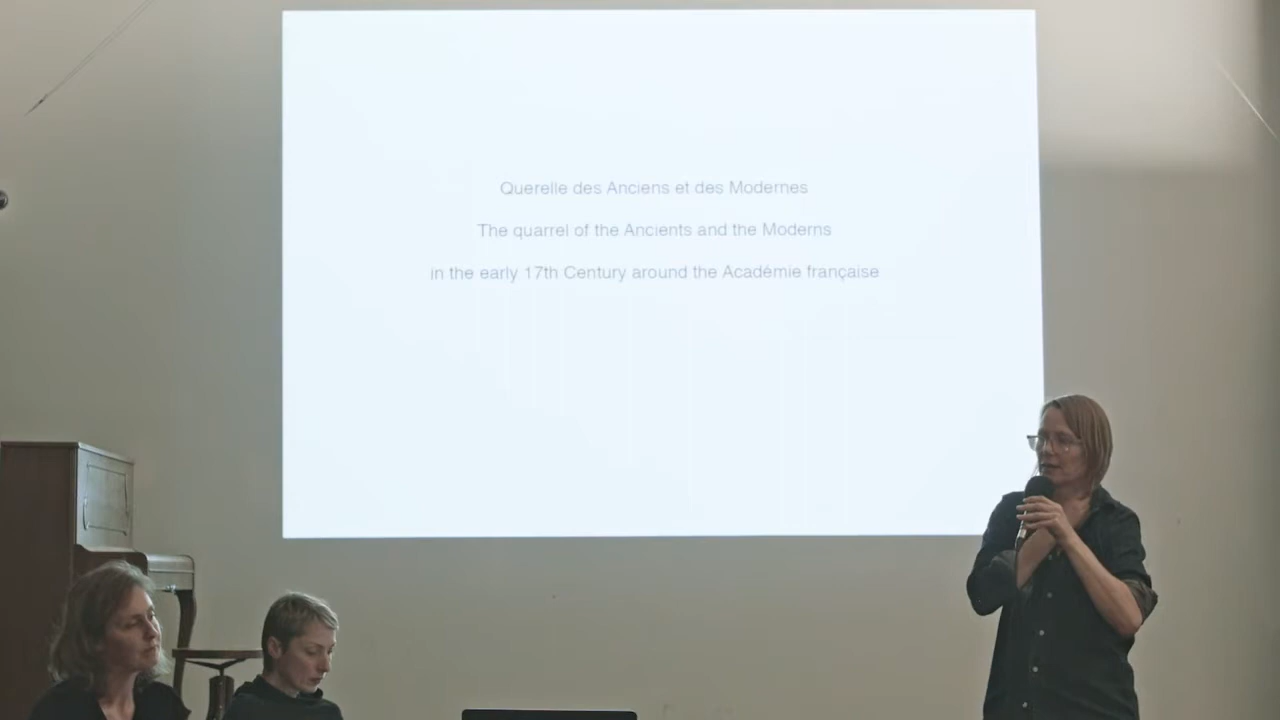 Querelle des Anciens et des Modernes
The quarrel of the Ancients and the Moderns
in the early 17th Century around the Académie française